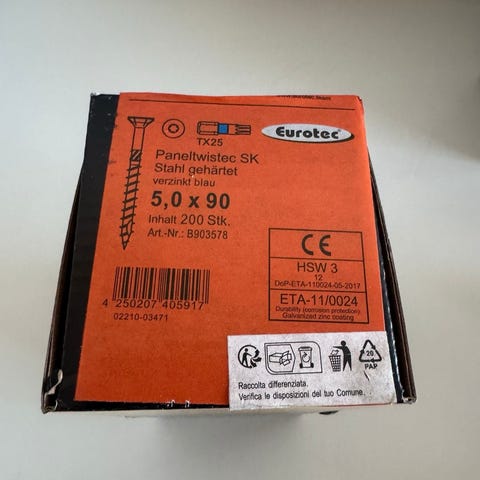 Eurotec®
TX25
Paneltwistec SK
Stahl gehärtet
verzinkt blau
5,0 x 90
Inhalt 200 Stk.
Art.-Nr.: B903578
CE
HSW 3
12
DoP-ETA-110024-05-2017
ETA-11/0024
Durability (corrosion protection):
Galvanized zinc coating
4 250207 405917
02210-03471
20
PAP
Raccolta differenziata.
Verifica le disposizioni del tuo Comune.